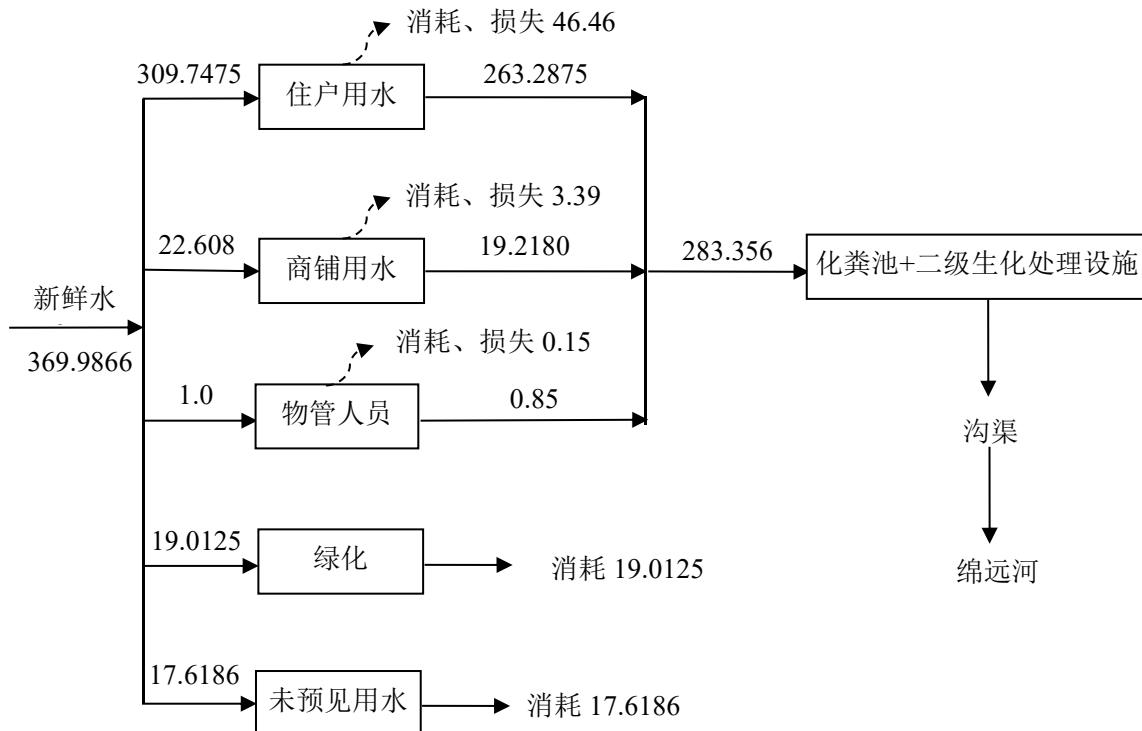 消耗、损失 46.46
309.7475
住户用水
263.2875
消耗、损失 3.39
22.608
商铺用水
19.2180
283.356
化粪池+二级生化处理设施
新鲜水
369.9866
消耗、损失 0.15
1.0
物管人员
0.85
沟渠
19.0125
绿化
消耗 19.0125
绵远河
17.6186
未预见用水
消耗 17.6186